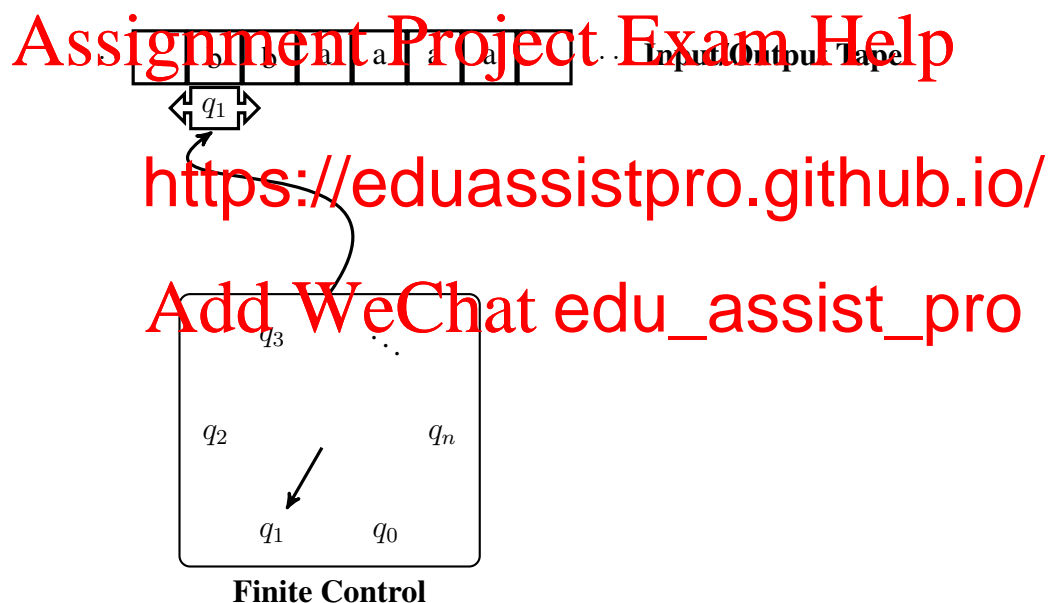 Assignment Project Exam Help
b b a a a a ... Input/Output Tape
q1
https://eduassistpro.github.io/
Add WeChat edu_assist_pro
q3
q2 qn
q1 q0
Finite Control